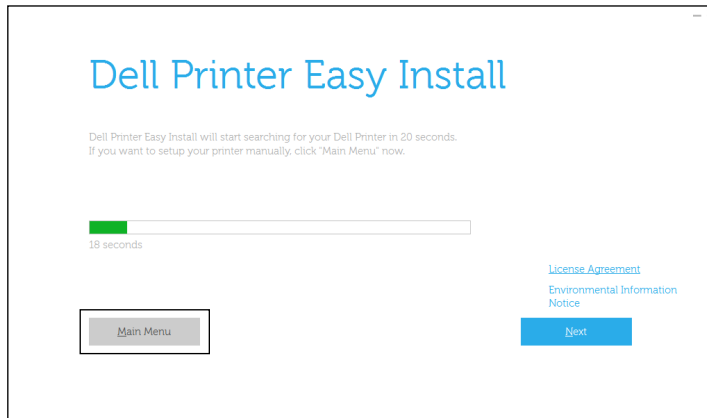 Dell Printer Easy Install
Dell Printer Easy Install will start searching for your Dell Printer in 20 seconds.
If you want to setup your printer manually, click "Main Menu" now.
18 seconds
License Agreement
Environmental Information
Notice
Main Menu
Next